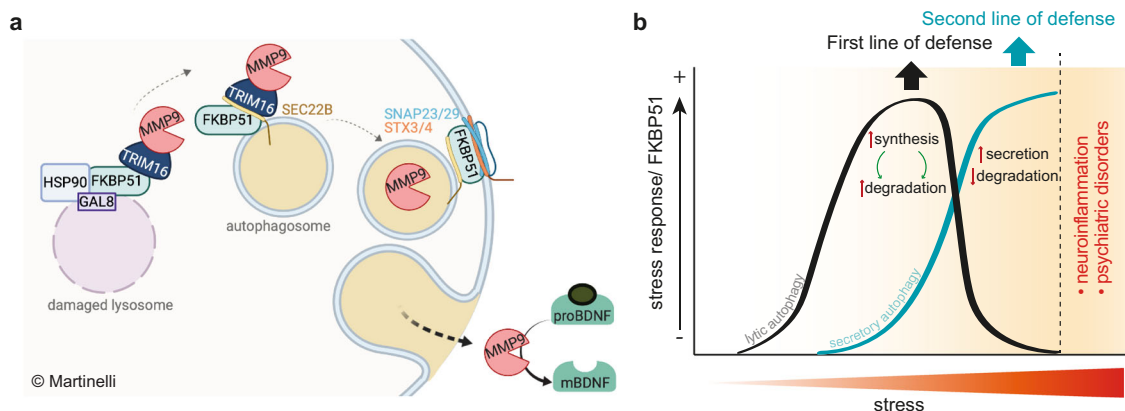 a
MMP9
TRIM16
HSP90
FKBP51
GAL8
damaged lysosome
MMP9
TRIM16
FKBP51
SEC22B
autophagosome
SNAP23/29
STX3/4
FKBP51
MMP9
MMP9
proBDNF
mBDNF
© Martinelli
b
Second line of defense
First line of defense
stress response/ FKBP51
+
-
lytic autophagy
secretory autophagy
synthesis
degradation
secretion
degradation
• neuroinflammation
• psychiatric disorders
stress